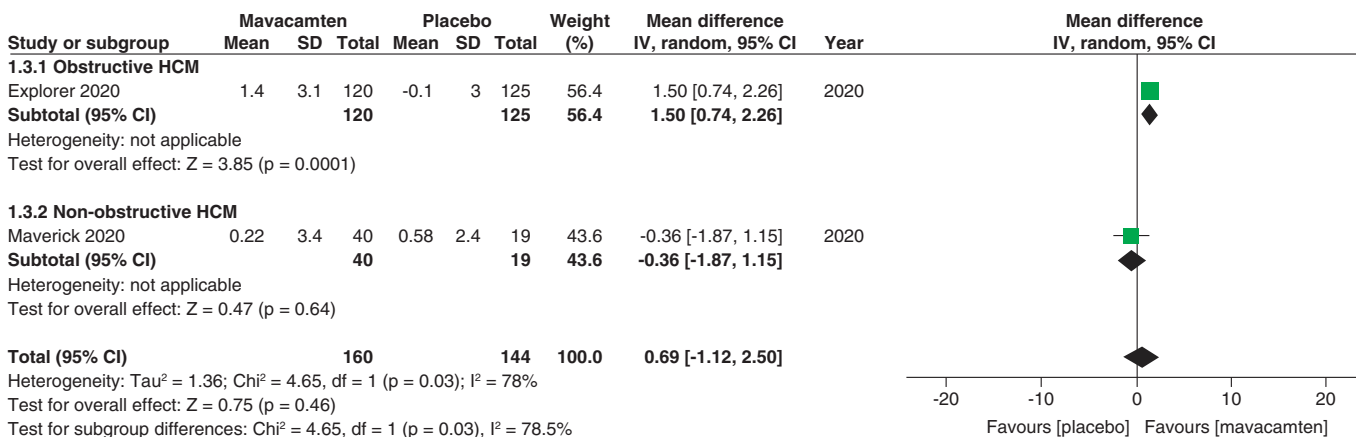 Mavacamten Placebo Weight Mean difference Mean difference
Study or subgroup Mean SD Total Mean SD Total (%) IV, random, 95% CI Year IV, random, 95% CI
1.3.1 Obstructive HCM
Explorer 2020 1.4 3.1 120 -0.1 3 125 56.4 1.50 [0.74, 2.26] 2020
Subtotal (95% CI) 120 125 56.4 1.50 [0.74, 2.26]
Heterogeneity: not applicable
Test for overall effect: Z = 3.85 (p = 0.0001)
1.3.2 Non-obstructive HCM
Maverick 2020 0.22 3.4 40 0.58 2.4 19 43.6 -0.36 [-1.87, 1.15] 2020
Subtotal (95% CI) 40 19 43.6 -0.36 [-1.87, 1.15]
Heterogeneity: not applicable
Test for overall effect: Z = 0.47 (p = 0.64)
Total (95% CI) 160 144 100.0 0.69 [-1.12, 2.50]
Heterogeneity: Tau² = 1.36; Chi² = 4.65, df = 1 (p = 0.03); I² = 78%
Test for overall effect: Z = 0.75 (p = 0.46)
Test for subgroup differences: Chi² = 4.65, df = 1 (p = 0.03), I² = 78.5%
-20 -10 0 10 20
Favours [placebo] Favours [mavacamten]